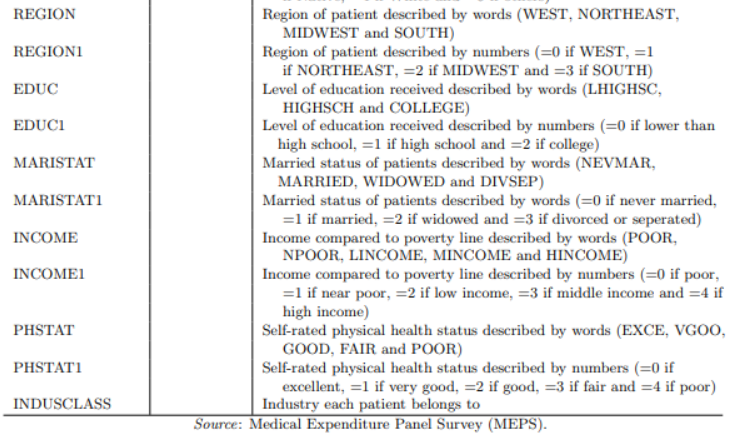 REGION Region of patient described by words (WEST, NORTHEAST,
MIDWEST and SOUTH)
REGION1 Region of patient described by numbers (=0 if WEST, =1
if NORTHEAST, =2 if MIDWEST and =3 if SOUTH)
EDUC Level of education received described by words (LHIGHSC,
HIGHSCH and COLLEGE)
EDUC1 Level of education received described by numbers (=0 if lower than
high school, =1 if high school and =2 if college)
MARISTAT Married status of patients described by words (NEVMAR,
MARRIED, WIDOWED and DIVSEP)
MARISTAT1 Married status of patients described by words (=0 if never married,
=1 if married, =2 if widowed and =3 if divorced or seperated)
INCOME Income compared to poverty line described by words (POOR,
NPOOR, LINCOME, MINCOME and HINCOME)
INCOME1 Income compared to poverty line described by numbers (=0 if poor,
=1 if near poor, =2 if low income, =3 if middle income and =4 if
high income)
PHSTAT Self-rated physical health status described by words (EXCE, VGOO,
GOOD, FAIR and POOR)
PHSTAT1 Self-rated physical health status described by numbers (=0 if
excellent, =1 if very good, =2 if good, =3 if fair and =4 if poor)
INDUSCLASS Industry each patient belongs to
Source: Medical Expenditure Panel Survey (MEPS).